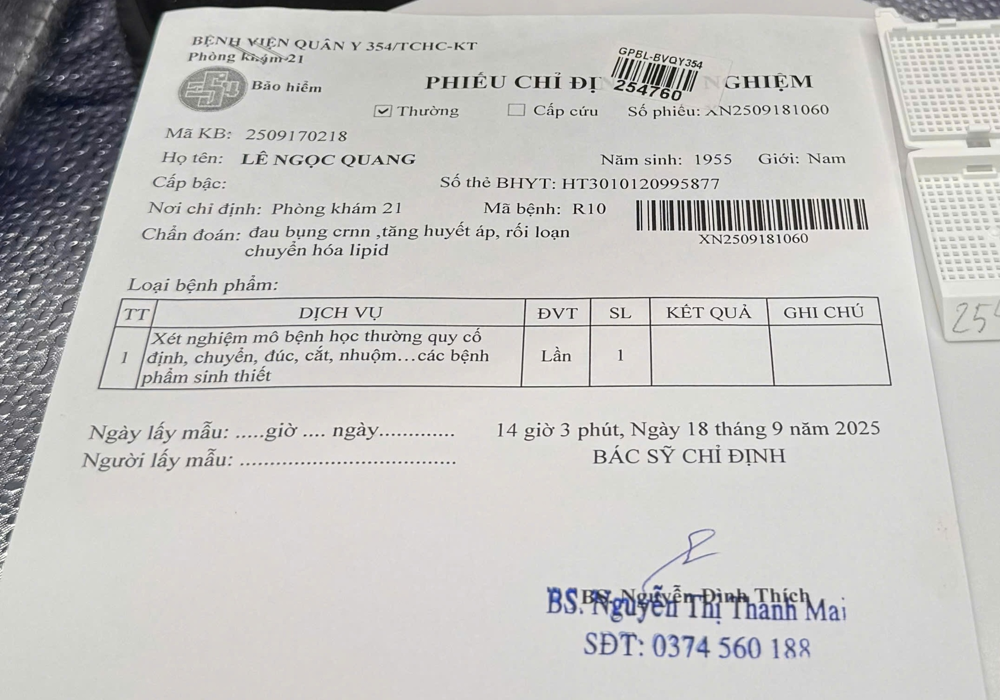 BỆNH VIỆN QUÂN Y 354/TCHC-KT
Phòng khám 21
Bảo hiểm
GPBL-BVQY354
254760
PHIẾU CHỈ ĐỊ NGHIỆM
Thường Cấp cứu Số phiếu: XN2509181060
Mã KB: 2509170218
Họ tên: LÊ NGỌC QUANG Năm sinh: 1955 Giới: Nam
Cấp bậc: Số thẻ BHYT: HT3010120995877
Nơi chỉ định: Phòng khám 21 Mã bệnh: R10
Chẩn đoán: đau bụng crnn ,tăng huyết áp, rối loạn
chuyển hóa lipid
XN2509181060
Loại bệnh phẩm:
TT DỊCH VỤ ĐVT SL KẾT QUẢ GHI CHÚ
Xét nghiệm mô bệnh học thường quy cố
1 định, chuyển, đúc, cắt, nhuộm...các bệnh Lần 1
phẩm sinh thiết
Ngày lấy mẫu: .....giờ .... ngày............. 14 giờ 3 phút, Ngày 18 tháng 9 năm 2025
Người lấy mẫu: .................................... BÁC SỸ CHỈ ĐỊNH
BS. Nguyễn Đình Thích
BS. Nguyễn Thị Thanh Mai
SĐT: 0374 560 188
25